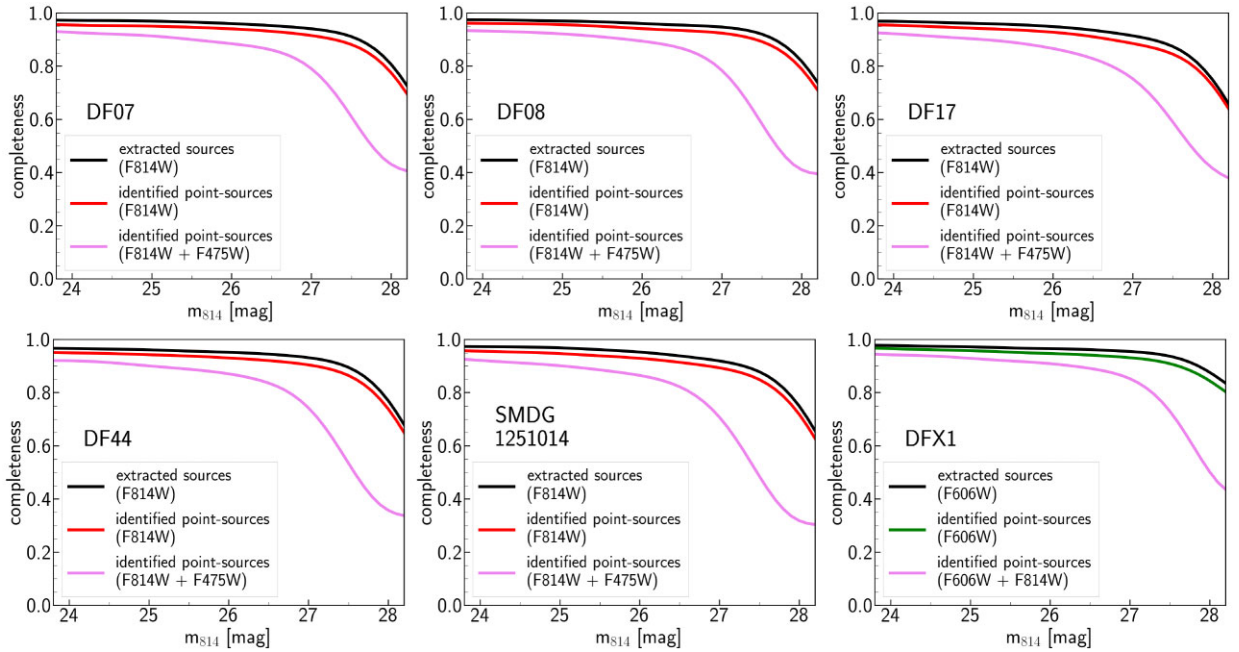 1.0
0.8
0.6
0.4
0.2
0.0
completeness
DF07
extracted sources
(F814W)
identified point-sources
(F814W)
identified point-sources
(F814W + F475W)
24 25 26 27 28
m814 [mag]
1.0
0.8
0.6
0.4
0.2
0.0
completeness
DF08
extracted sources
(F814W)
identified point-sources
(F814W)
identified point-sources
(F814W + F475W)
24 25 26 27 28
m814 [mag]
1.0
0.8
0.6
0.4
0.2
0.0
completeness
DF17
extracted sources
(F814W)
identified point-sources
(F814W)
identified point-sources
(F814W + F475W)
24 25 26 27 28
m814 [mag]
1.0
0.8
0.6
0.4
0.2
0.0
completeness
DF44
extracted sources
(F814W)
identified point-sources
(F814W)
identified point-sources
(F814W + F475W)
24 25 26 27 28
m814 [mag]
1.0
0.8
0.6
0.4
0.2
0.0
completeness
SMDG
1251014
extracted sources
(F814W)
identified point-sources
(F814W)
identified point-sources
(F814W + F475W)
24 25 26 27 28
m814 [mag]
1.0
0.8
0.6
0.4
0.2
0.0
completeness
DFX1
extracted sources
(F606W)
identified point-sources
(F606W)
identified point-sources
(F606W + F814W)
24 25 26 27 28
m814 [mag]